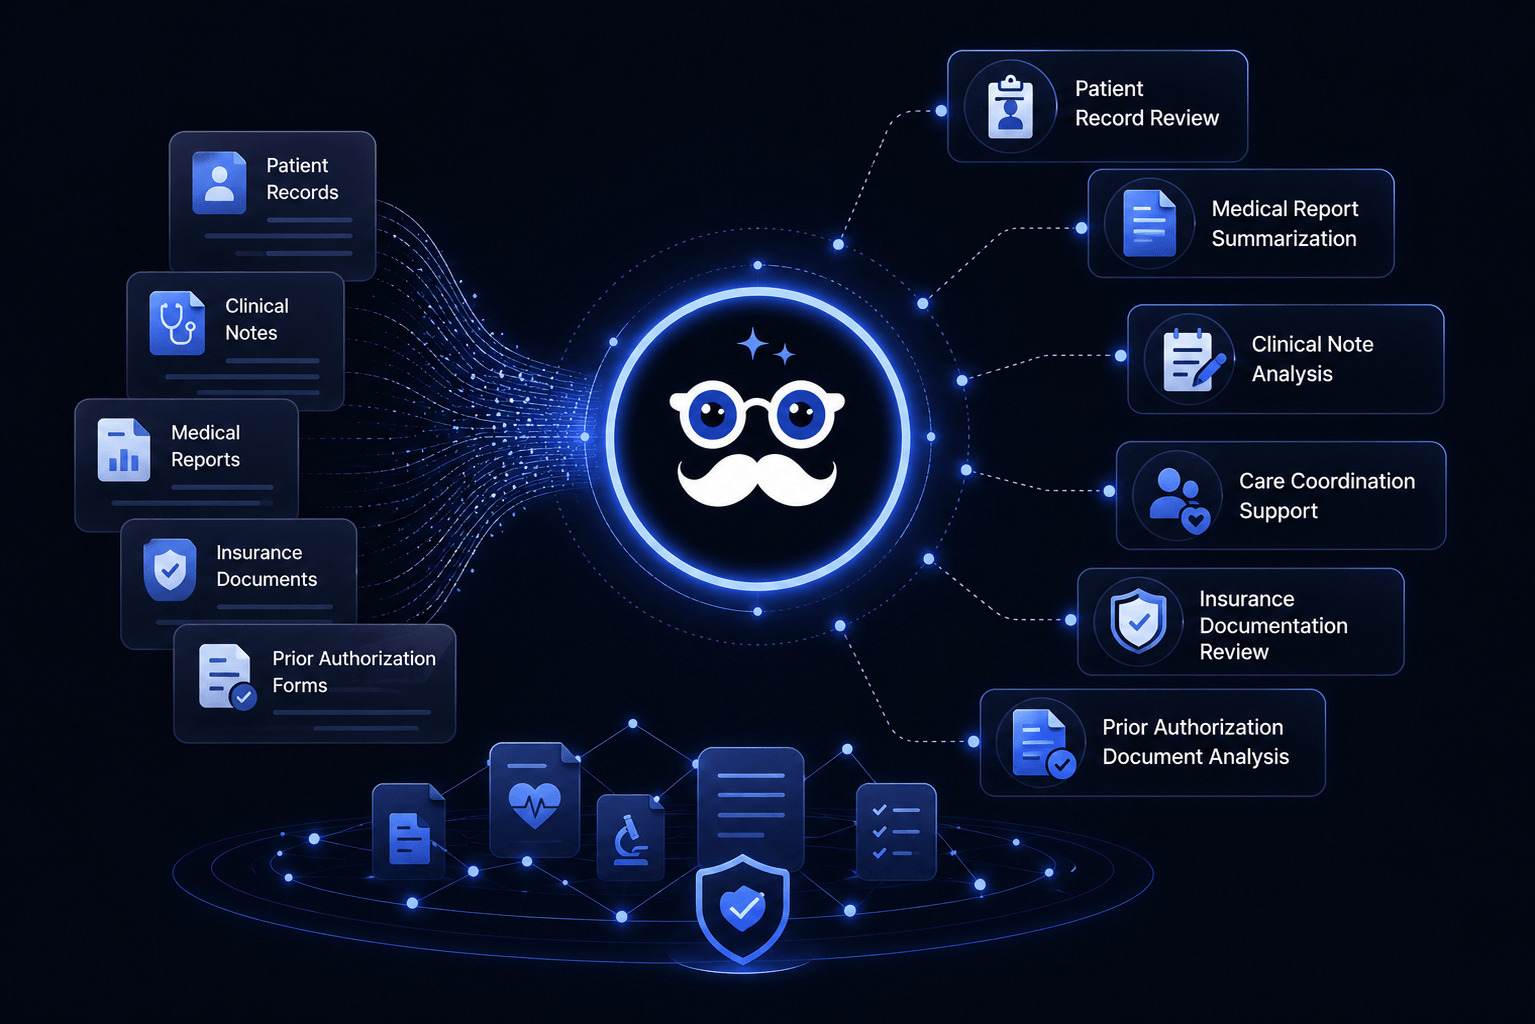 Patient
Records
Clinical
Notes
Medical
Reports
Insurance
Documents
Prior Authorization
Forms
Patient
Record Review
Medical Report
Summarization
Clinical Note
Analysis
Care Coordination
Support
Insurance
Documentation
Review
Prior Authorization
Document Analysis